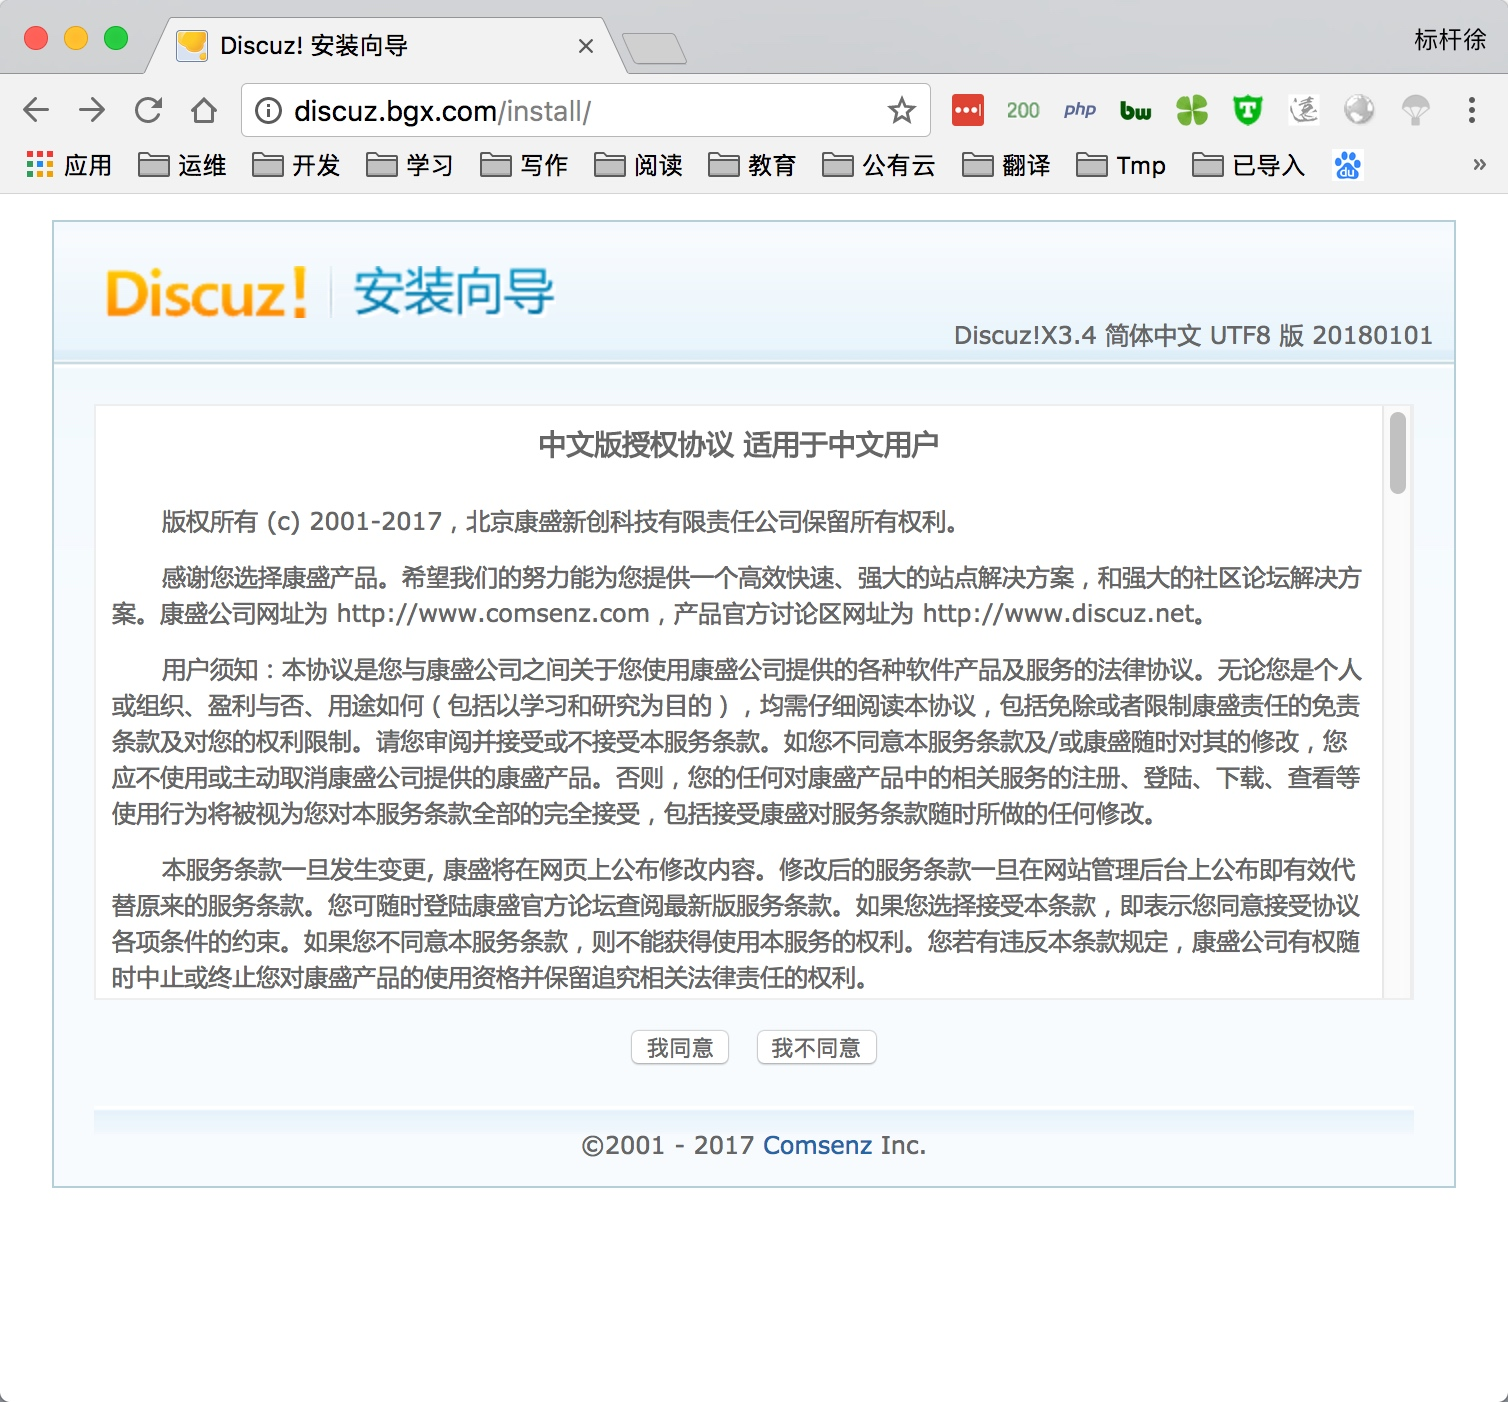 Discuz! 安装向导
标杆徐
discuz.bgx.com/install/
200 php bw T
应用 运维 开发 学习 写作 阅读 教育 公有云 翻译 Tmp 已导入 du »
Discuz! 安装向导
Discuz!X3.4 简体中文 UTF8 版 20180101
中文版授权协议 适用于中文用户
版权所有 (c) 2001-2017，北京康盛新创科技有限责任公司保留所有权利。
感谢您选择康盛产品。希望我们的努力能为您提供一个高效快速、强大的站点解决方案，和强大的社区论坛解决方
案。康盛公司网址为 http://www.comsenz.com，产品官方讨论区网址为 http://www.discuz.net。
用户须知：本协议是您与康盛公司之间关于您使用康盛公司提供的各种软件产品及服务的法律协议。无论您是个人
或组织、盈利与否、用途如何（包括以学习和研究为目的），均需仔细阅读本协议，包括免除或者限制康盛责任的免责
条款及对您的权利限制。请您审阅并接受或不接受本服务条款。如您不同意本服务条款及/或康盛随时对其的修改，您
应不使用或主动取消康盛公司提供的康盛产品。否则，您的任何对康盛产品中的相关服务的注册、登陆、下载、查看等
使用行为将被视为您对本服务条款全部的完全接受，包括接受康盛对服务条款随时所做的任何修改。
本服务条款一旦发生变更, 康盛将在网页上公布修改内容。修改后的服务条款一旦在网站管理后台上公布即有效代
替原来的服务条款。您可随时登陆康盛官方论坛查阅最新版服务条款。如果您选择接受本条款，即表示您同意接受协议
各项条件的约束。如果您不同意本服务条款，则不能获得使用本服务的权利。您若有违反本条款规定，康盛公司有权随
时中止或终止您对康盛产品的使用资格并保留追究相关法律责任的权利。
我同意 我不同意
©2001 - 2017 Comsenz Inc.